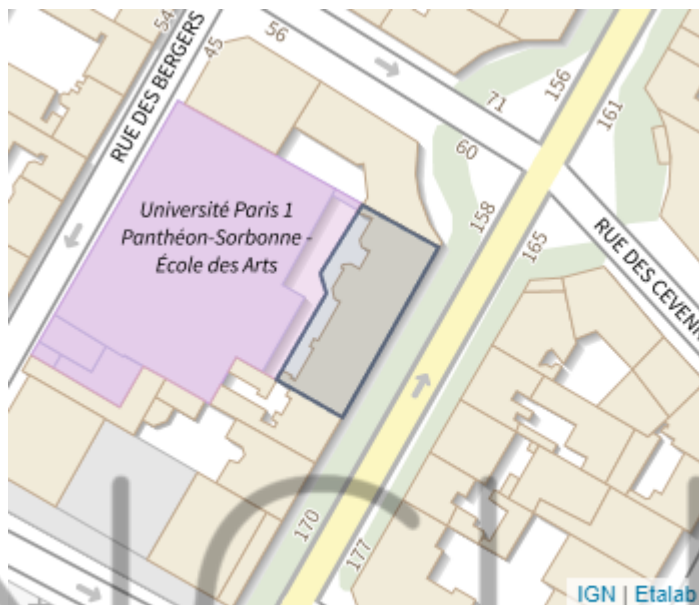 54
45
56
RUE DES BERGERS
71
156
161
60
158
165
Université Paris 1
Panthéon-Sorbonne -
École des Arts
RUE DES CEVENN
170
177
IGN | Etalab